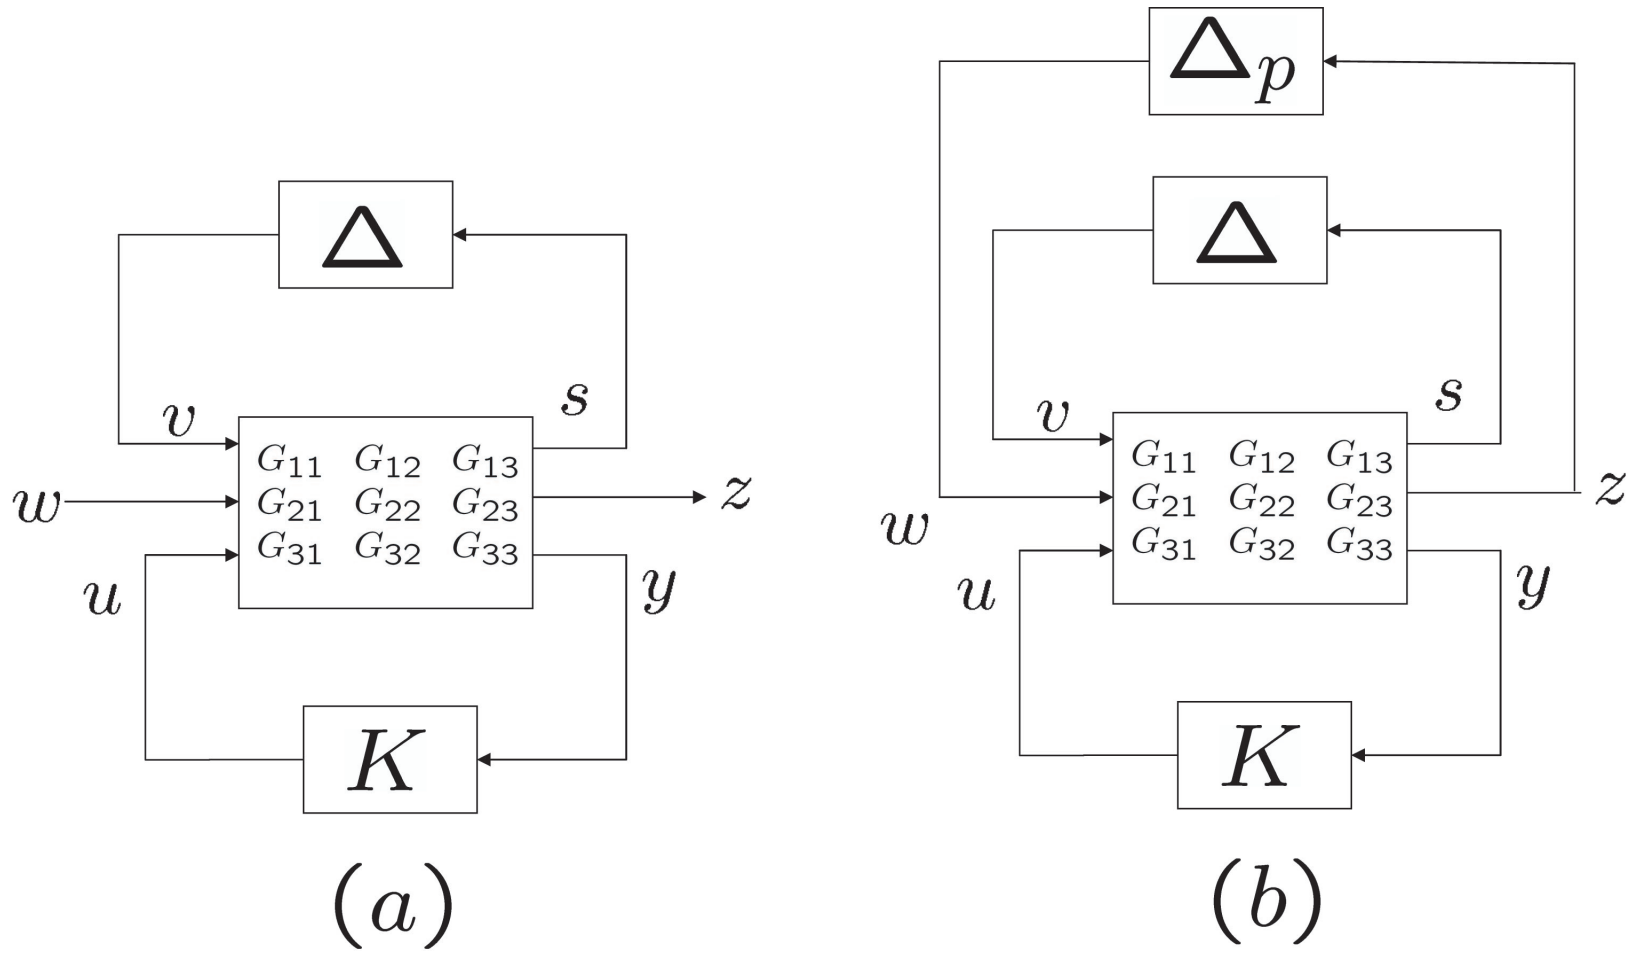 Δ
v
s
G11 G12 G13
G21 G22 G23
G31 G32 G33
w
z
u
y
K
(a)
Δp
Δ
v
s
G11 G12 G13
G21 G22 G23
G31 G32 G33
w
z
u
y
K
(b)